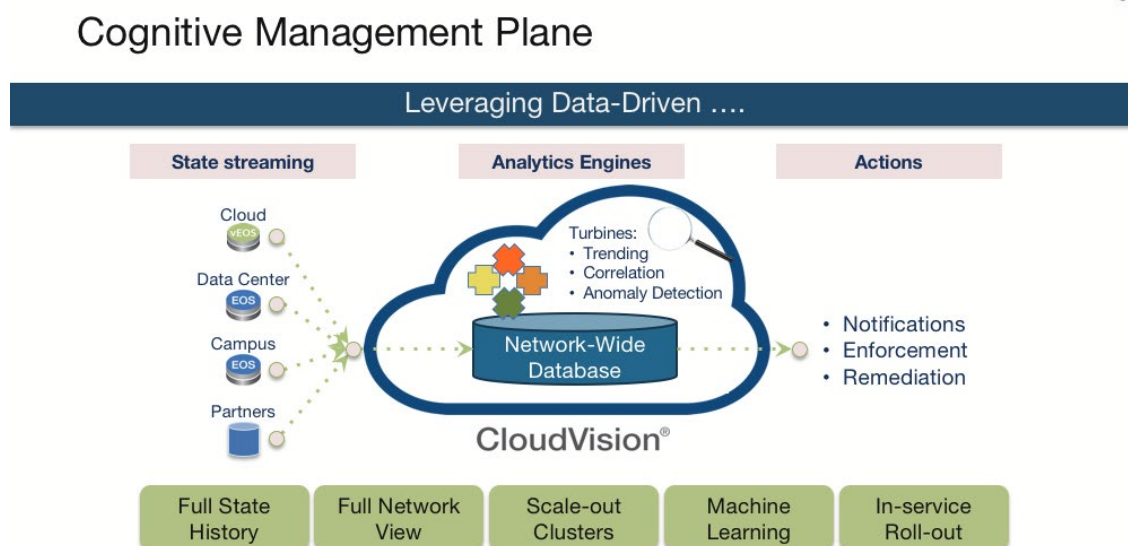 Cognitive Management Plane
Leveraging Data-Driven ....
State streaming
Analytics Engines
Actions
Cloud
vEOS
Data Center
EOS
Campus
EOS
Partners
Turbines:
• Trending
• Correlation
• Anomaly Detection
Network-Wide
Database
CloudVision®
• Notifications
• Enforcement
• Remediation
Full State
History
Full Network
View
Scale-out
Clusters
Machine
Learning
In-service
Roll-out